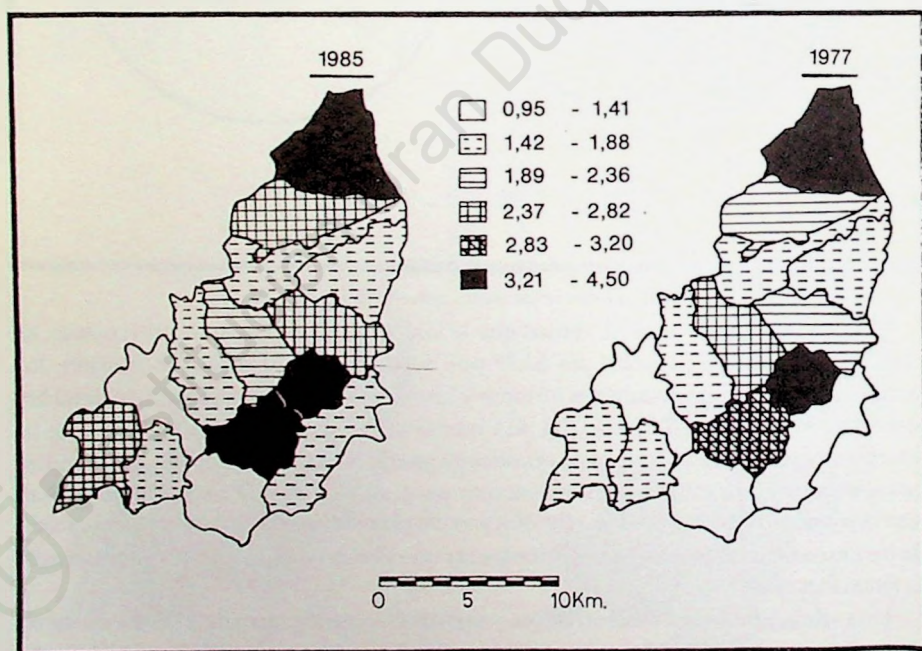 1985
1977
0,95 - 1,41
1,42 - 1,88
1,89 - 2,36
2,37 - 2,82
2,83 - 3,20
3,21 - 4,50
0 5 10Km.